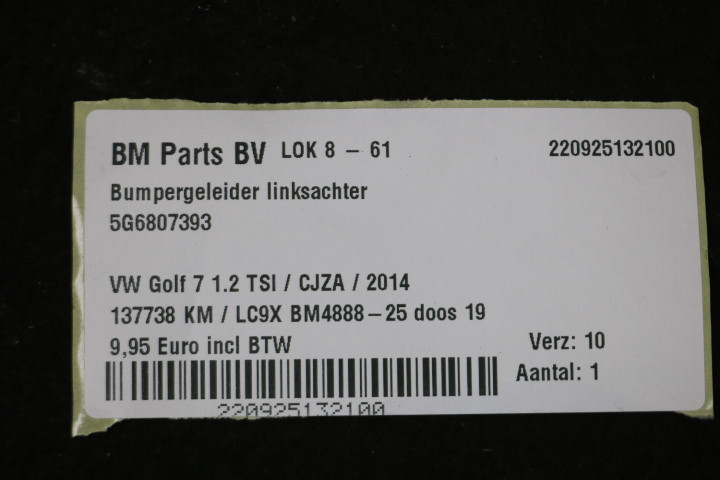 BM Parts BV LOK 8 – 61 220925132100
Bumpergeleider linksachter
5G6807393
VW Golf 7 1.2 TSI / CJZA / 2014
137738 KM / LC9X BM4888–25 doos 19
9,95 Euro incl BTW Verz: 10
Aantal: 1
220925132100